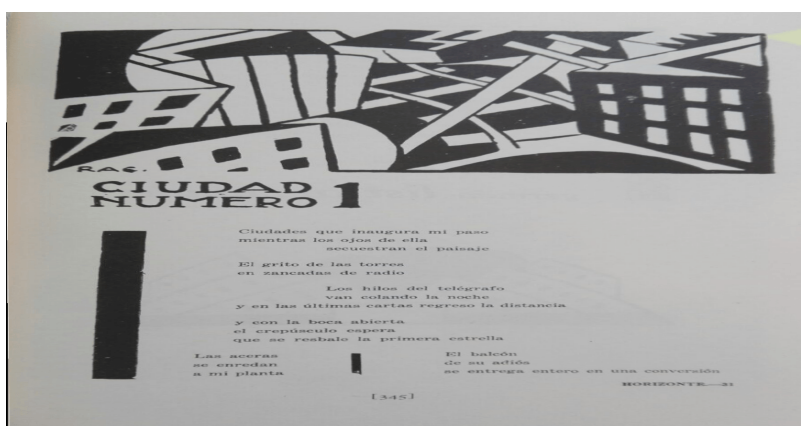 RAS.
CIUDAD
NUMERO 1
Ciudades que inaugura mi paso
mientras los ojos de ella
secuestran el paisaje
El grito de las torres
en zancadas de radio
Los hilos del telégrafo
van colando la noche
y en las últimas cartas regreso la distancia
y con la boca abierta
el crepúsculo espera
que se resbale la primera estrella
Las aceras
se enredan
a mi planta
El balcón
de su adiós
se entrega entero en una conversión
HORIZONTE.—31
[345]